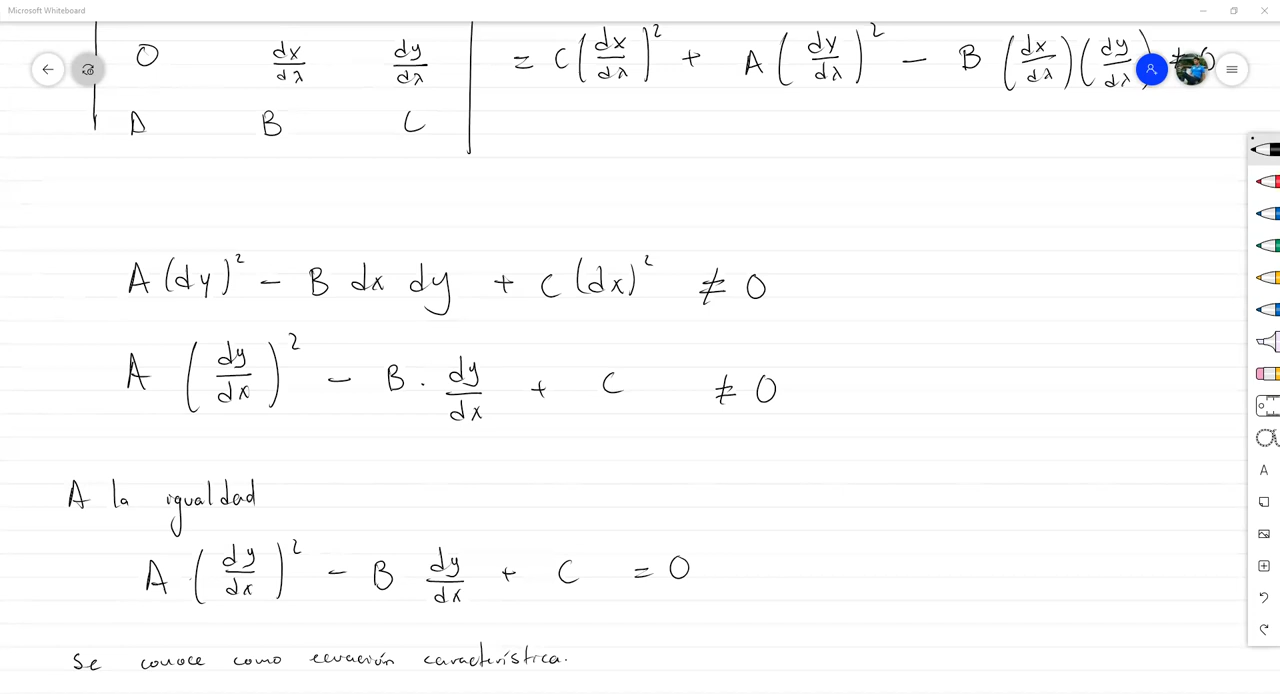 Microsoft Whiteboard
| 0 dx/dλ dy/dλ | = C (dx/dλ)² + A (dy/dλ)² − B (dx/dλ)(dy/dλ) ≠ 0
A B C
A (dy)² − B dx dy + C (dx)² ≠ 0
A (dy/dx)² − B · dy/dx + C ≠ 0
A la igualdad
A (dy/dx)² − B dy/dx + C = 0
Se conoce como ecuación característica.
A